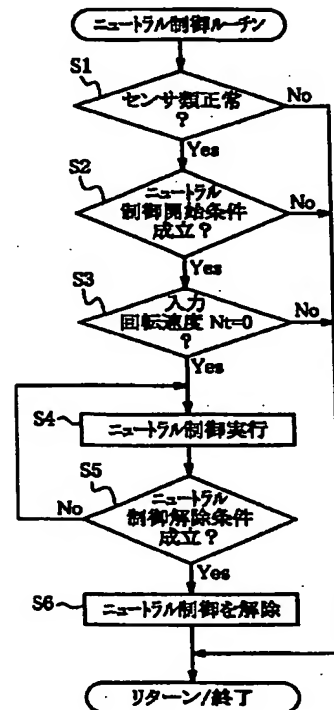 ニュートラル制御ルーチン
S1
センサ類正常
?
No
Yes
S2
ニュートラル
制御開始条件
成立?
No
Yes
S3
入力
回転速度 Nt=0
?
No
Yes
S4
ニュートラル制御実行
S5
ニュートラル
制御解除条件
成立?
No
Yes
S6
ニュートラル制御を解除
リターン/終了